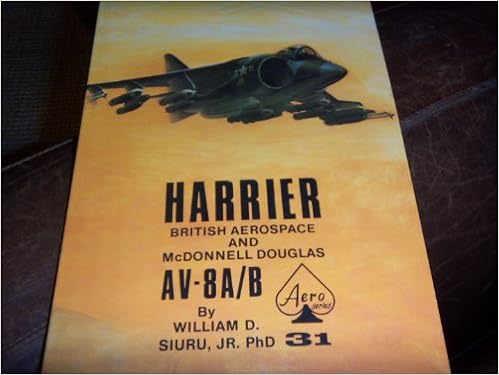 HARRIER
BRITISH AEROSPACE
AND
McDONNELL DOUGLAS
AV-8A/B
By
WILLIAM D.
SIURU, JR. PhD
Aero
series
31